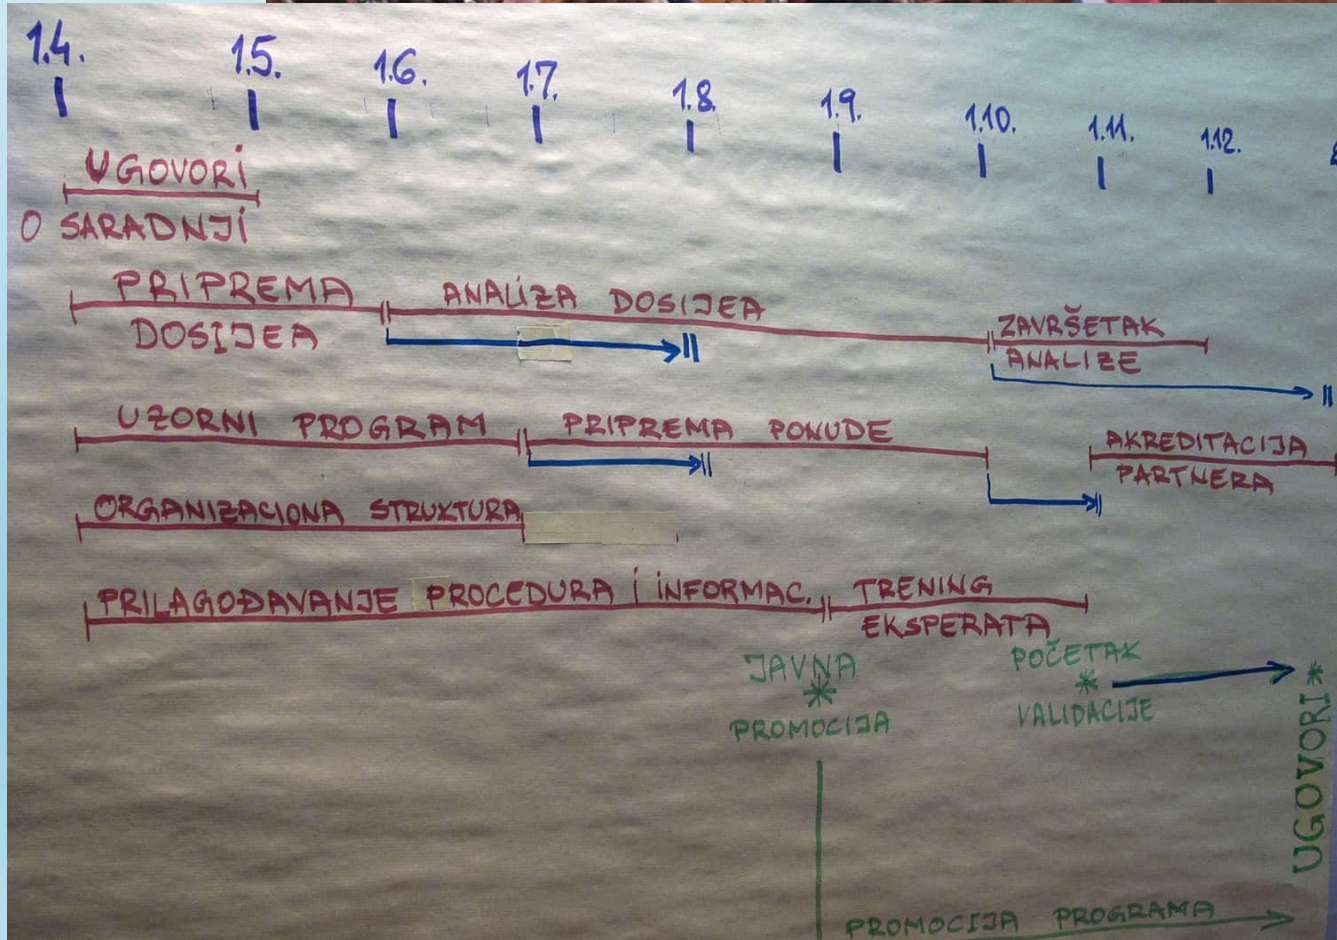 1.4.
1.5.
1.6.
1.7.
1.8.
1.9.
1.10.
1.11.
1.12.
UGOVORI
O SARADNJI
PRIPREMA
DOSIJEA
ANALIZA DOSIJEA
ZAVRŠETAK
ANALIZE
UZORNI PROGRAM
PRIPREMA PONUDE
AKREDITACIJA
PARTNERA
ORGANIZACIONA STRUKTURA
PRILAGOĐAVANJE PROCEDURA I INFORMAC.
TRENING
EKSPERATA
JAVNA
PROMOCIJA
POČETAK
VALIDACIJE
UGOVORI
PROMOCIJA PROGRAMA